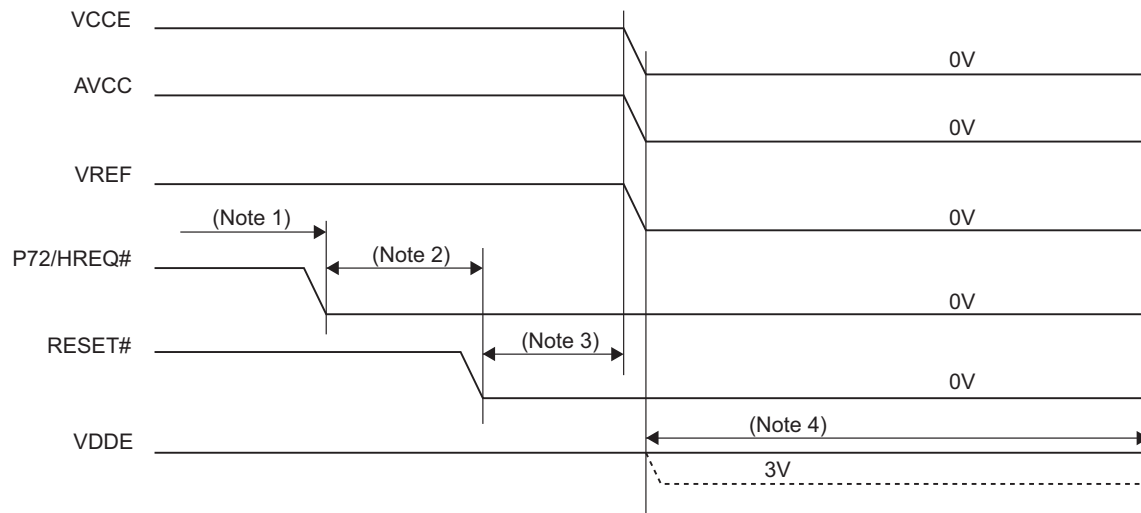 VCCE
0V
AVCC
0V
VREF
(Note 1)
0V
P72/HREQ#
(Note 2)
0V
RESET#
(Note 3)
0V
VDDE
(Note 4)
3V